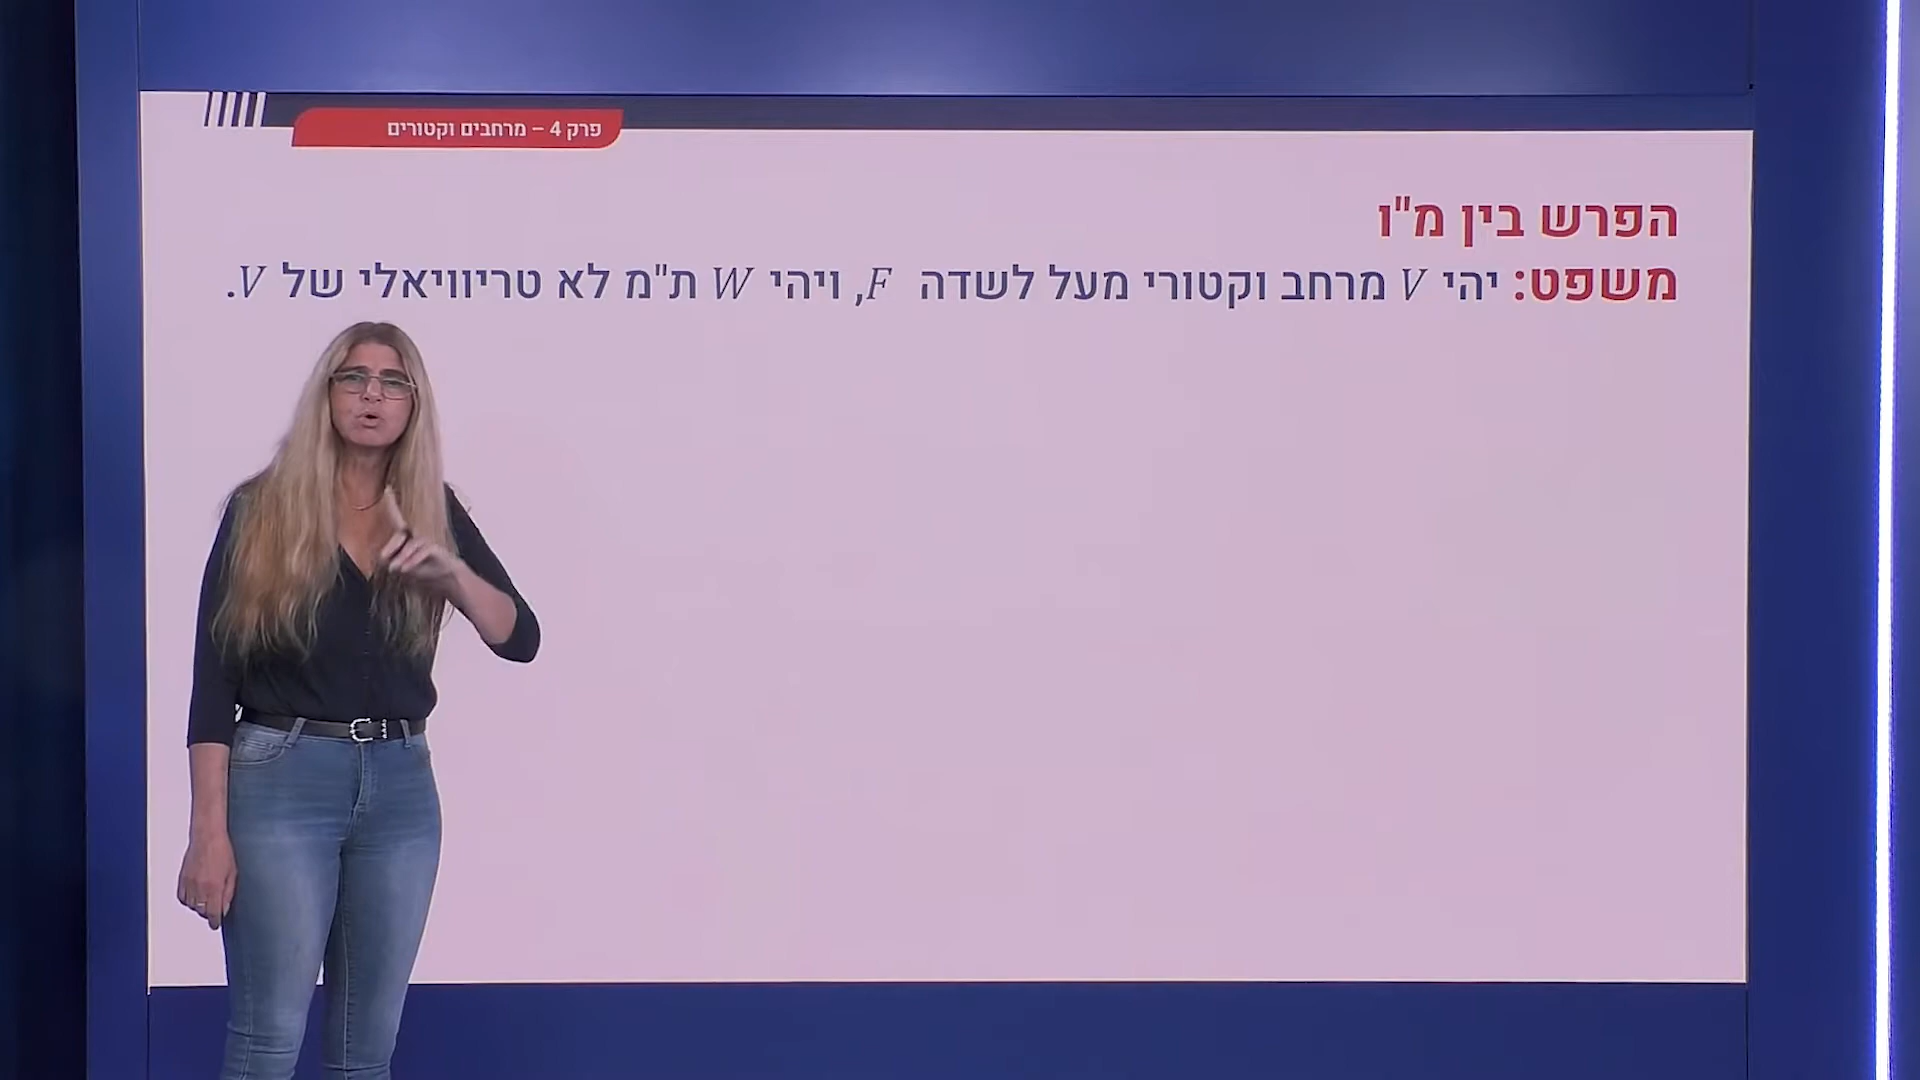 פרק 4 – מרחבים וקטורים
הפרש בין מ"ו
משפט: יהי V מרחב וקטורי מעל לשדה F, ויהי W ת"מ לא טריוויאלי של V.